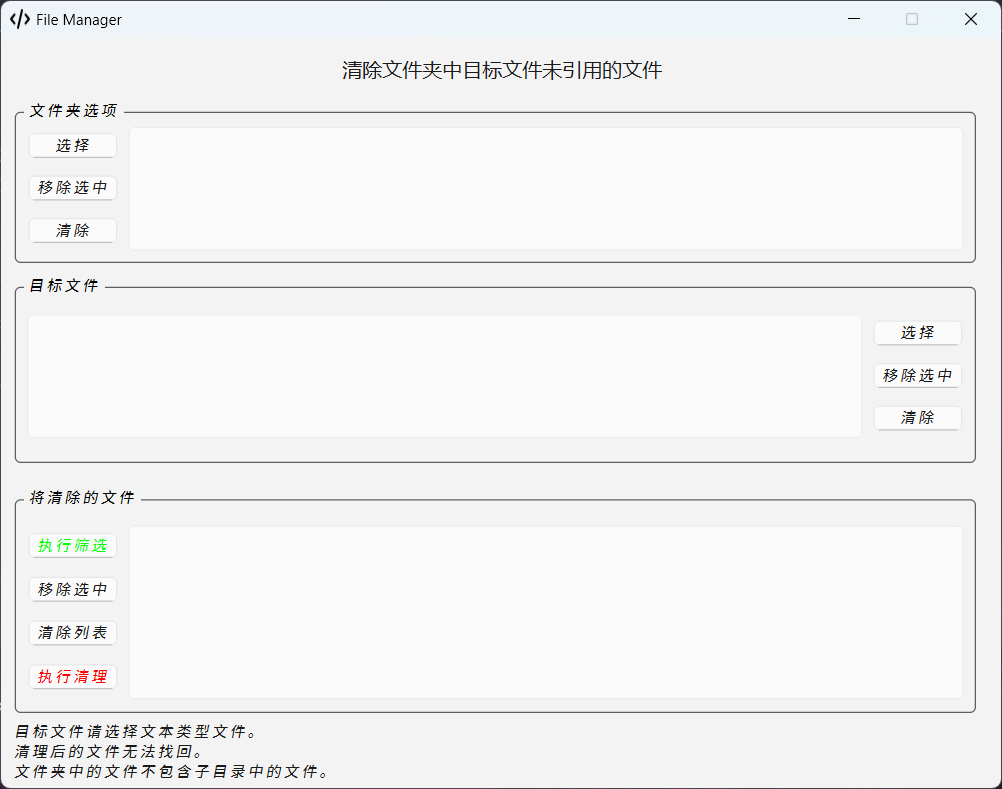 File Manager
清除文件夹中目标文件未引用的文件
文件夹选项
选择
移除选中
清除
目标文件
选择
移除选中
清除
将清除的文件
执行筛选
移除选中
清除列表
执行清理
目标文件请选择文本类型文件。
清理后的文件无法找回。
文件夹中的文件不包含子目录中的文件。